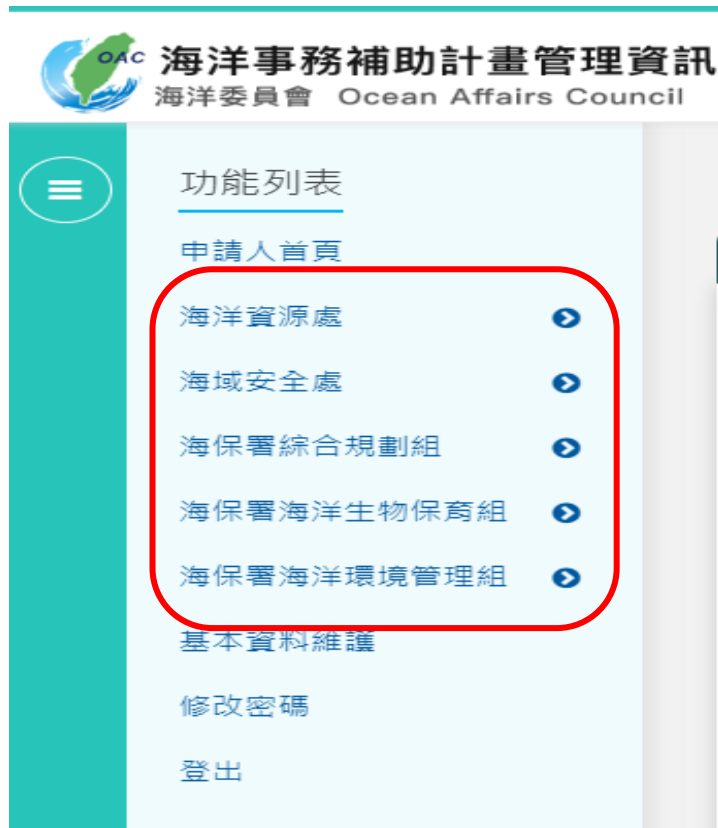 OAC
海洋事務補助計畫管理資訊
海洋委員會 Ocean Affairs Council
功能列表
申請人首頁
海洋資源處
海域安全處
海保署綜合規劃組
海保署海洋生物保育組
海保署海洋環境管理組
基本資料維護
修改密碼
登出